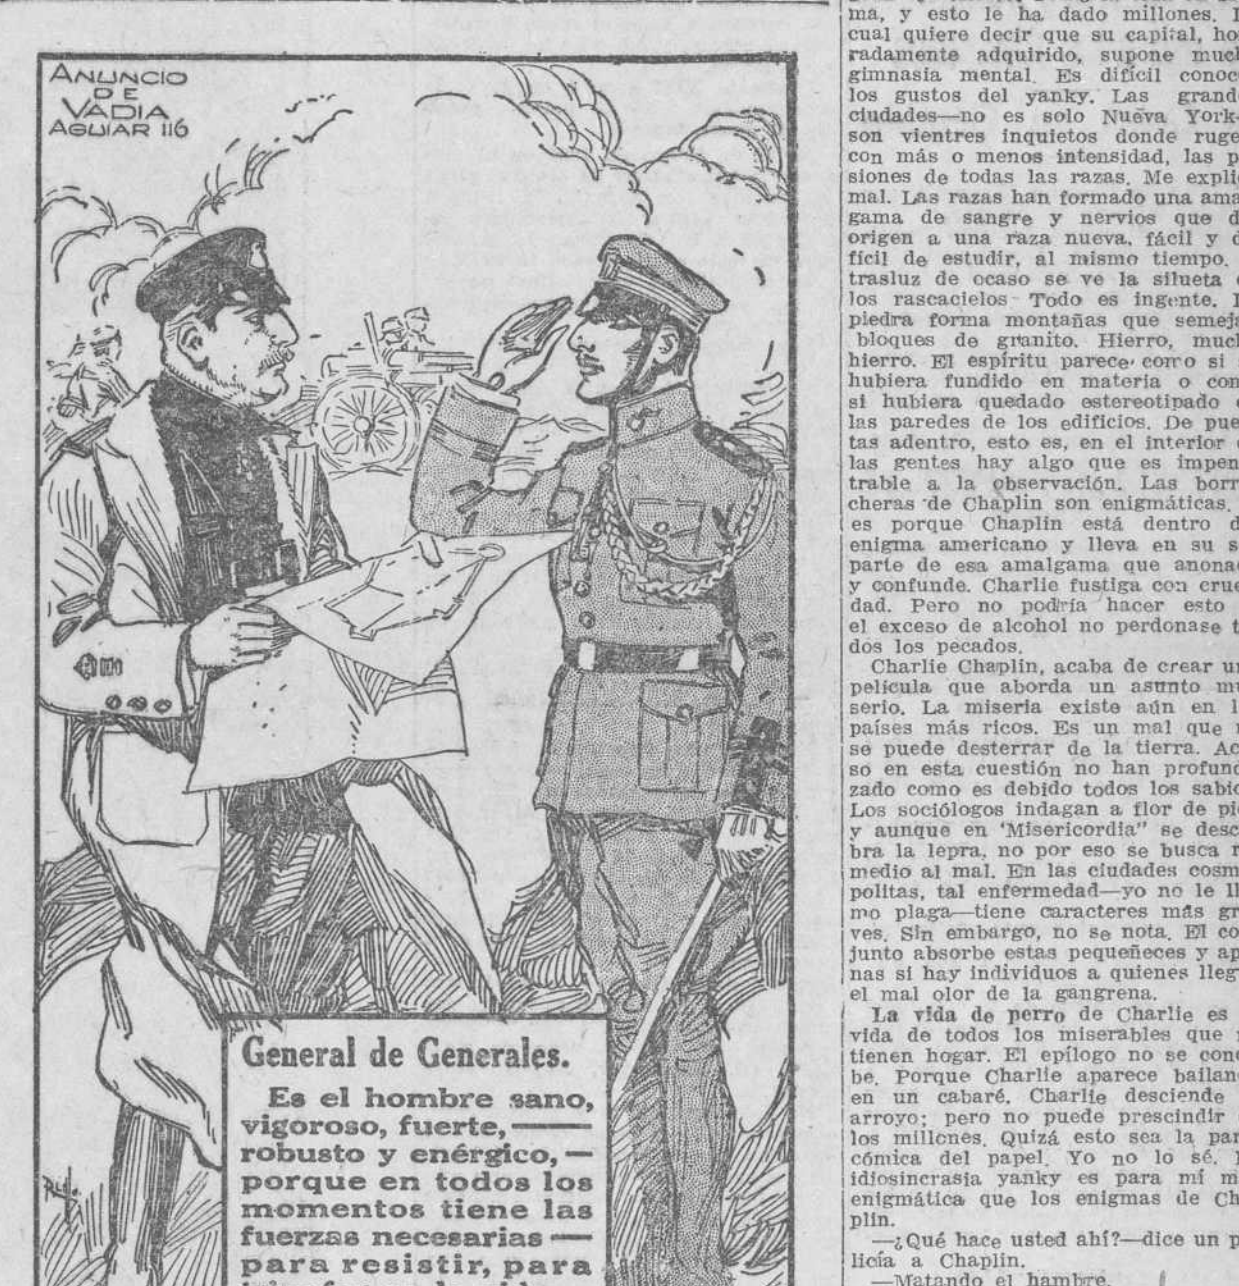 ANUNCIO
DE
VADIA
AGUIAR 116
General de Generales.
Es el hombre sano,
vigoroso, fuerte,
robusto y enérgico,
porque en todos los
momentos tiene las
fuerzas necesarias
para resistir, para
ma, y esto le ha dado millones.
cual quiere decir que su capital,
radamente adquirido, supone
gimnasia mental. Es difícil
los gustos del yanky. Las
ciudades—no es solo Nueva York
son vientres inquietos donde
con más o menos intensidad, las
siones de todas las razas. Me
mal. Las razas han formado una
gama de sangre y nervios que
origen a una raza nueva, fácil y
fícil de estudir, al mismo tiempo.
trasluz de ocaso se ve la silueta
los rascacielos Todo es ingente.
piedra forma montañas que
bloques de granito. Hierro,
hierro. El espíritu parece como si
hubiera fundido en materia o
si hubiera quedado estereotipado
las paredes de los edificios. De
tas adentro, esto es, en el interior
las gentes hay algo que es
trable a la observación. Las
cheras de Chaplin son enigmáticas.
es porque Chaplin está dentro
enigma americano y lleva en su
parte de esa amalgama que
y confunde. Charlie fustiga con
dad. Pero no podría hacer esto
el exceso de alcohol no perdonase
dos los pecados.
Charlie Chaplin, acaba de crear
película que aborda un asunto
serio. La miseria existe aún en
países más ricos. Es un mal que
se puede desterrar de la tierra.
so en esta cuestión no han
zado como es debido todos los
Los sociólogos indagan a flor de
y aunque en ‘Misericordia” se
bra la lepra, no por eso se busca
medio al mal. En las ciudades
politas, tal enfermedad—yo no le
mo plaga—tiene caracteres más
ves. Sin embargo, no se nota. El
junto absorbe estas pequeñeces y
nas si hay individuos a quienes
el mal olor de la gangrena.
La vida de perro de Charlie es
vida de todos los miserables que
tienen hogar. El epílogo no se
be. Porque Charlie aparece
en un cabaré. Charlie desciende
arroyo; pero no puede prescindir
los millones. Quizá esto sea la
cómica del papel. Yo no lo sé.
idiosincrasia yanky es para mí
enigmática que los enigmas de
plin.
—¿Qué hace usted ahí?—dice un
licía a Chaplin.
—Matando el hambre.